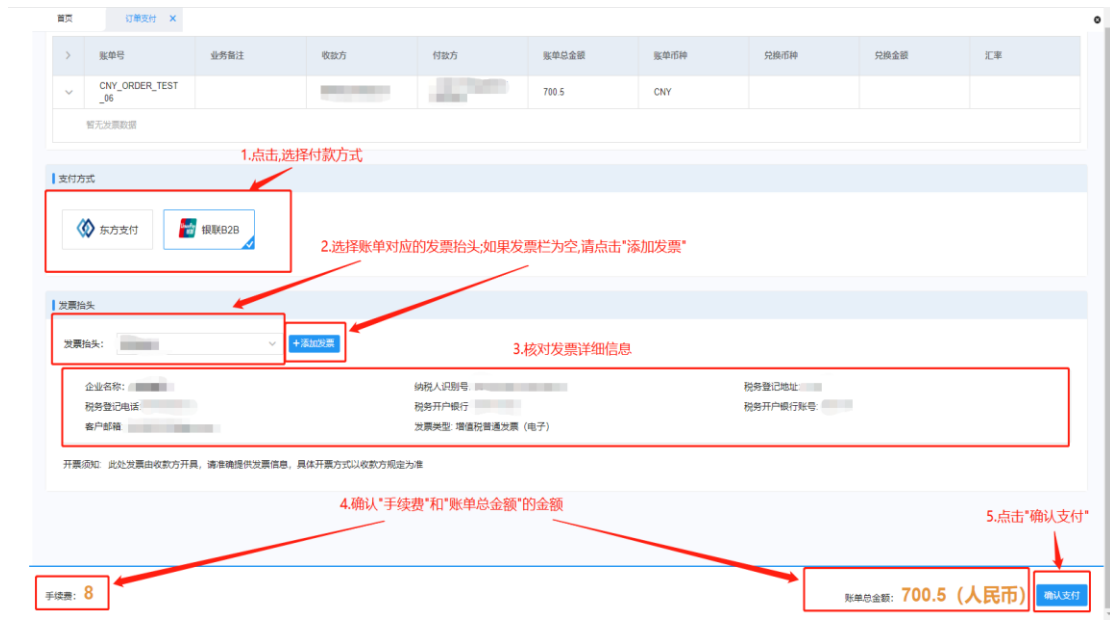 首页 订单支付 ×
账单号 业务备注 收款方 付款方 账单总金额 账单币种 兑换币种 兑换金额 汇率
CNY_ORDER_TEST
_06 700.5 CNY
暂无发票数据
1.点击,选择付款方式
支付方式
东方支付 银联B2B
2.选择账单对应的发票抬头;如果发票栏为空,请点击"添加发票"
发票抬头
发票抬头: +添加发票
3.核对发票详细信息
企业名称: 纳税人识别号: 税务登记地址:
税务登记电话: 税务开户银行: 税务开户银行账号:
客户邮箱: 发票类型: 增值税普通发票（电子）
开票须知: 此处发票由收款方开具，请准确提供发票信息，具体开票方式以收款方规定为准
4.确认"手续费"和"账单总金额"的金额
5.点击"确认支付"
手续费: 8 账单总金额: 700.5（人民币） 确认支付